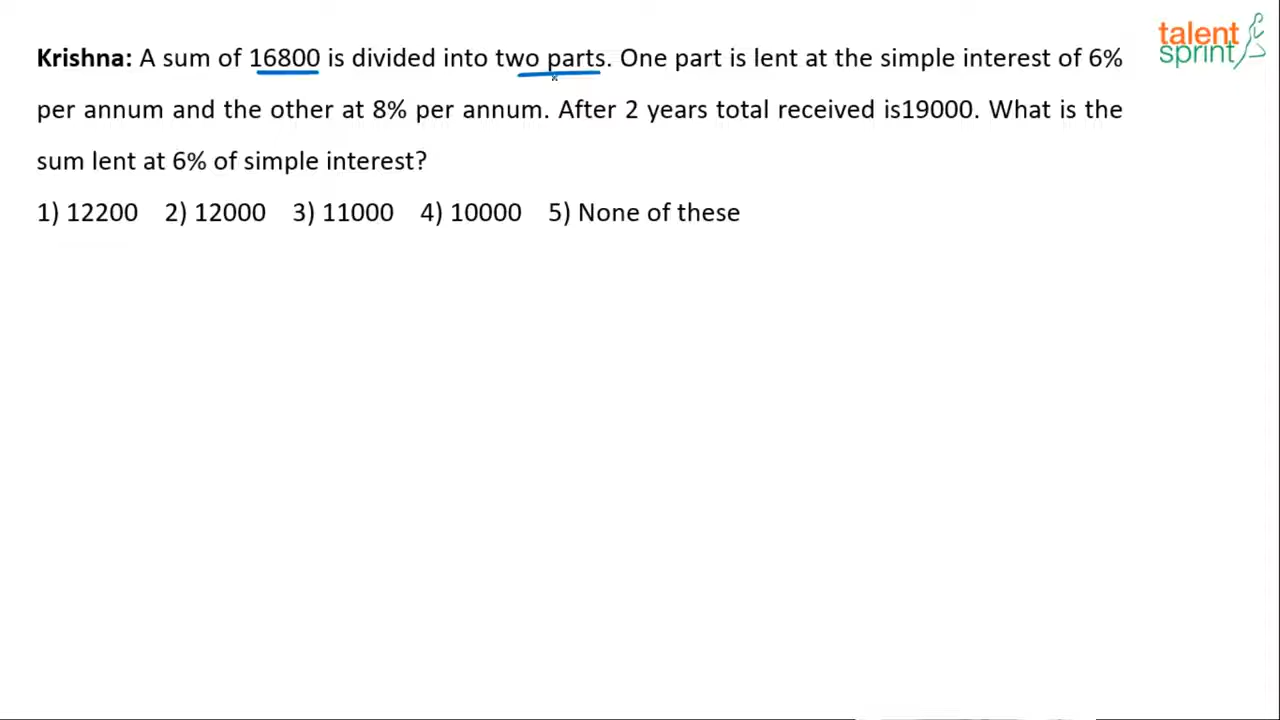 talent
sprint
Krishna: A sum of 16800 is divided into two parts. One part is lent at the simple interest of 6%
per annum and the other at 8% per annum. After 2 years total received is19000. What is the
sum lent at 6% of simple interest?
1) 12200 2) 12000 3) 11000 4) 10000 5) None of these